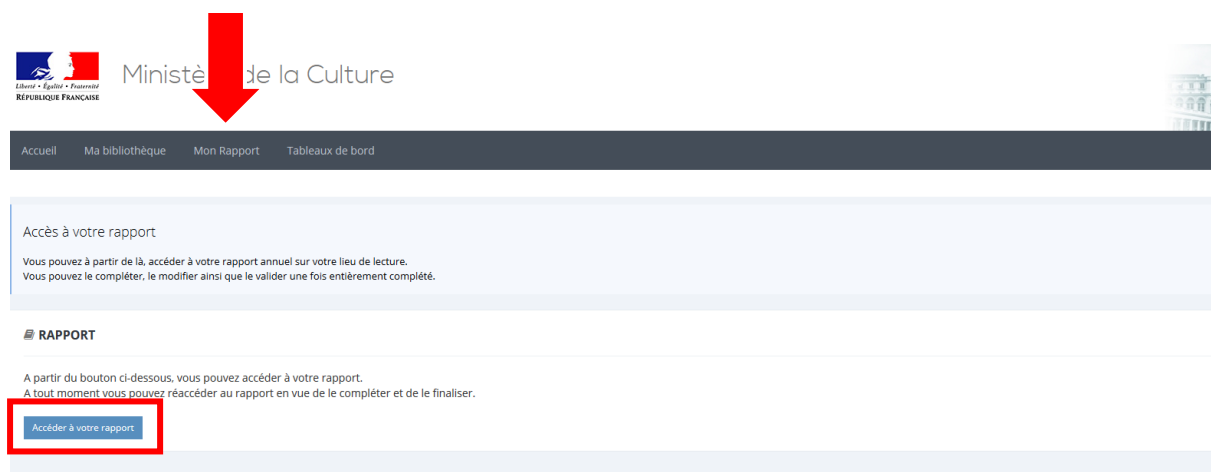 Liberté • Égalité • Fraternité
RÉPUBLIQUE FRANÇAISE
Ministè de la Culture
Accueil Ma bibliothèque Mon Rapport Tableaux de bord
Accès à votre rapport
Vous pouvez à partir de là, accéder à votre rapport annuel sur votre lieu de lecture.
Vous pouvez le compléter, le modifier ainsi que le valider une fois entièrement complété.
RAPPORT
A partir du bouton ci-dessous, vous pouvez accéder à votre rapport.
A tout moment vous pouvez réaccéder au rapport en vue de le compléter et de le finaliser.
Accéder à votre rapport